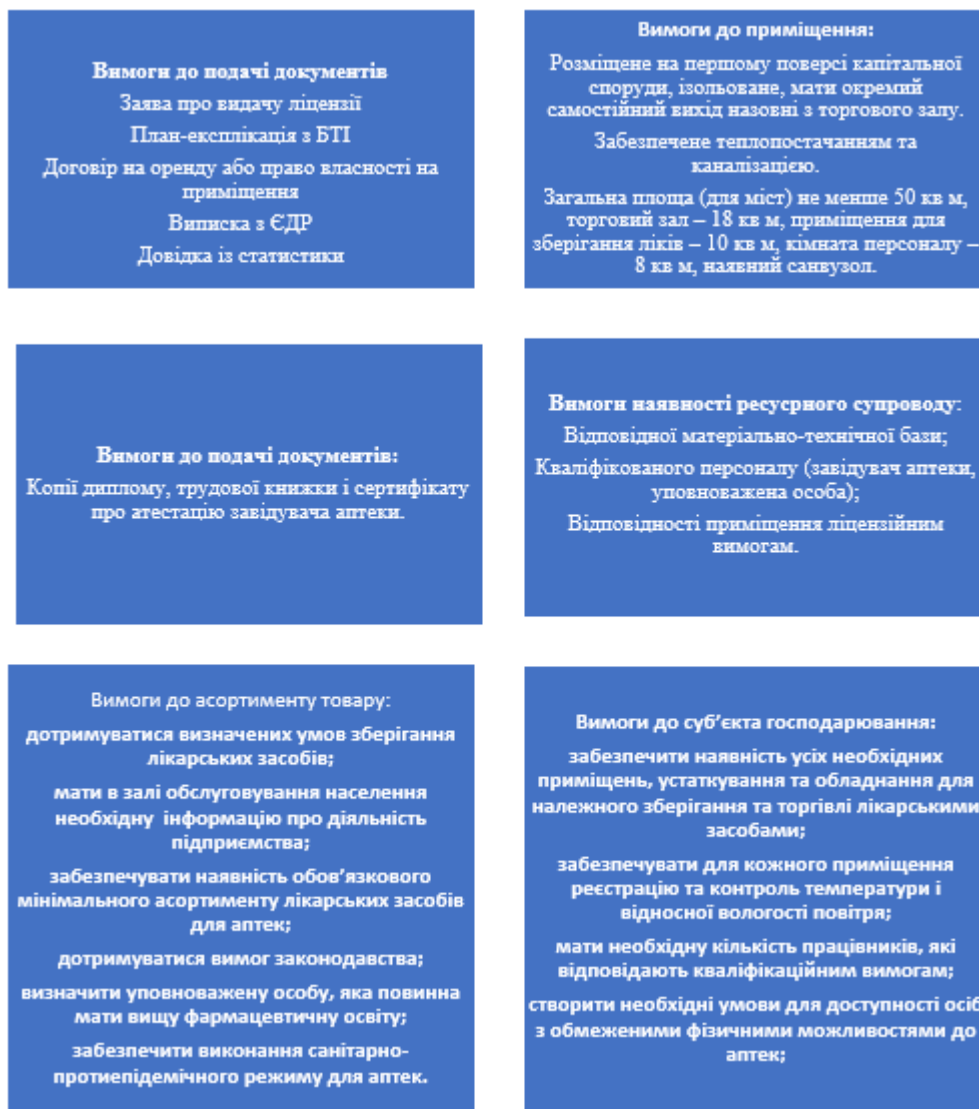 Вимоги до подачі документів
Заява про видачу ліцензії
План-експлікація з БТІ
Договір на оренду або право власності на
приміщення
Виписка з ЄДР
Довідка із статистики
Вимоги до приміщення:
Розміщене на першому поверсі капітальної
споруди, ізольоване, мати окремий
самостійний вихід назовні з торгового залу.
Забезпечене теплопостачанням та
каналізацією.
Загальна площа (для міст) не менше 50 кв м,
торговий зал – 18 кв м, приміщення для
зберігання ліків – 10 кв м, кімната персоналу –
8 кв м, наявний санвузол.
Вимоги до подачі документів:
Копії диплому, трудової книжки і сертифікату
про атестацію завідувача аптеки.
Вимоги наявності ресусрного супроводу:
Відповідної матеріально-технічної бази;
Кваліфікованого персоналу (завідувач аптеки,
уповноважена особа);
Відповідності приміщення ліцензійним
вимогам.
Вимоги до асортименту товару:
дотримуватися визначених умов зберігання
лікарських засобів;
мати в залі обслуговування населення
необхідну інформацію про діяльність
підприємства;
забезпечувати наявність обов’язкового
мінімального асортименту лікарських засобів
для аптек;
дотримуватися вимог законодавства;
визначити уповноважену особу, яка повинна
мати вищу фармацевтичну освіту;
забезпечити виконання санітарно-
протиепідемічного режиму для аптек.
Вимоги до суб’єкта господарювання:
забезпечити наявність усіх необхідних
приміщень, устаткування та обладнання для
належного зберігання та торгівлі лікарськими
засобами;
забезпечувати для кожного приміщення
реєстрацію та контроль температури і
відносної вологості повітря;
мати необхідну кількість працівників, які
відповідають кваліфікаційним вимогам;
створити необхідні умови для доступності осіб
з обмеженими фізичними можливостями до
аптек;